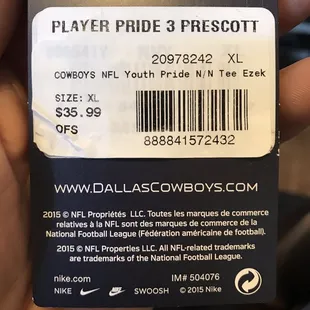 PLAYER PRIDE 3 PRESCOTT
20978242 XL
COWBOYS NFL Youth Pride N/N Tee Ezek
SIZE: XL
$35.99
OFS
888841572432
WWW.DALLASCOWBOYS.COM
2015 © NFL Propriétés LLC. Toutes les marques de commerce
relatives à la NFL sont des marques de commerce de la
National Football League (Fédération américaine de football).
2015 © NFL Properties LLC. All NFL-related trademarks
are trademarks of the National Football League.
nike.com IM# 504076
NIKE SWOOSH © 2015 Nike